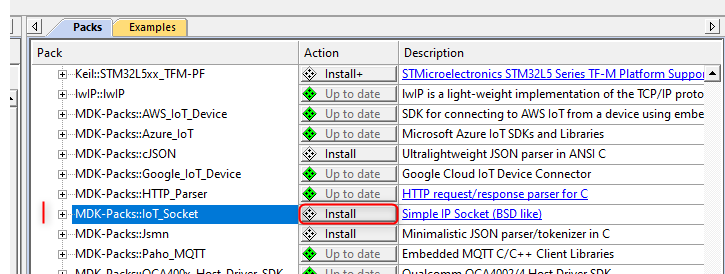 Packs Examples
Pack Action Description
Keil::STM32L5xx_TFM-PF Install+ STMicroelectronics STM32L5 Series TF-M Platform Suppor
lwIP::lwIP Up to date lwIP is a light-weight implementation of the TCP/IP proto
MDK-Packs::AWS_IoT_Device Up to date SDK for connecting to AWS IoT from a device using embe
MDK-Packs::Azure_IoT Up to date Microsoft Azure IoT SDKs and Libraries
MDK-Packs::cJSON Install Ultralightweight JSON parser in ANSI C
MDK-Packs::Google_IoT_Device Up to date Google Cloud IoT Device Connector
MDK-Packs::HTTP_Parser Up to date HTTP request/response parser for C
MDK-Packs::IoT_Socket Install Simple IP Socket (BSD like)
MDK-Packs::Jsmn Install Minimalistic JSON parser/tokenizer in C
MDK-Packs::Paho_MQTT Up to date Embedded MQTT C/C++ Client Libraries
MDK-Packs::QCA400x_Host_Driver_SDK Up to date Qualcomm QCA4002/4 Host Driver SDK